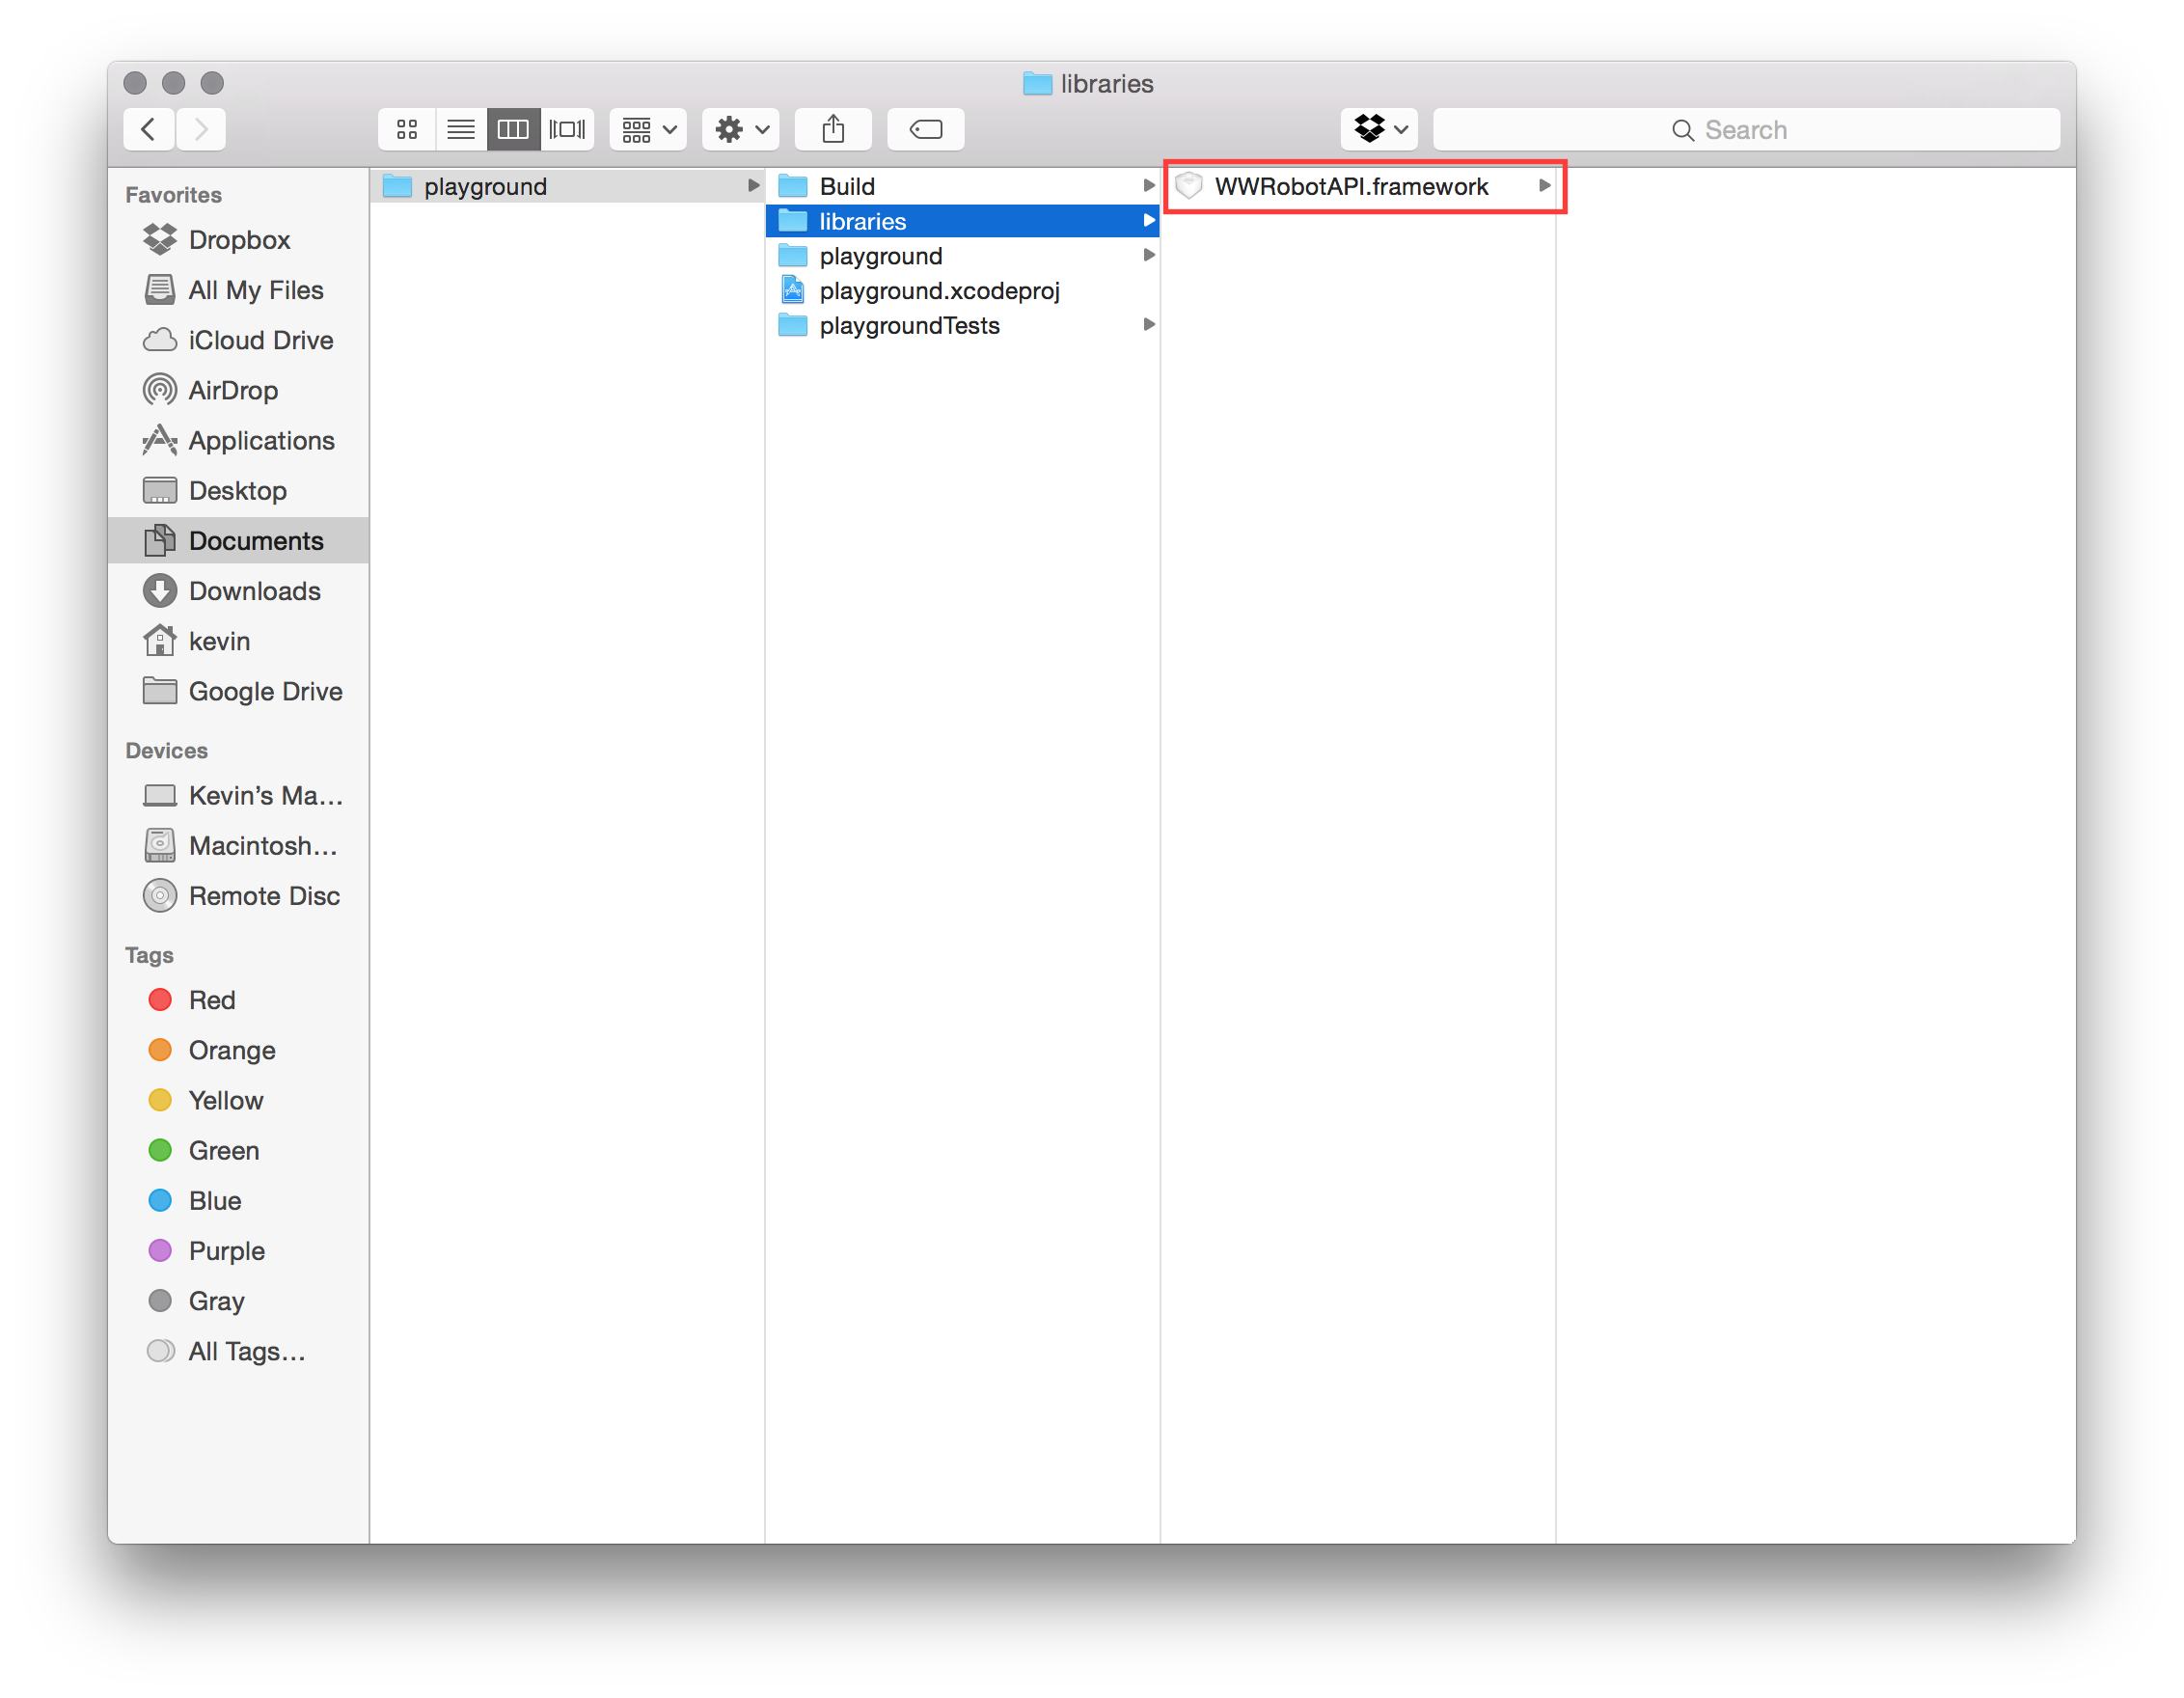 libraries
Search
Favorites
Dropbox
All My Files
iCloud Drive
AirDrop
Applications
Desktop
Documents
Downloads
kevin
Google Drive
Devices
Kevin’s Ma…
Macintosh…
Remote Disc
Tags
Red
Orange
Yellow
Green
Blue
Purple
Gray
All Tags…
playground
Build
libraries
playground
playground.xcodeproj
playgroundTests
WWRobotAPI.framework